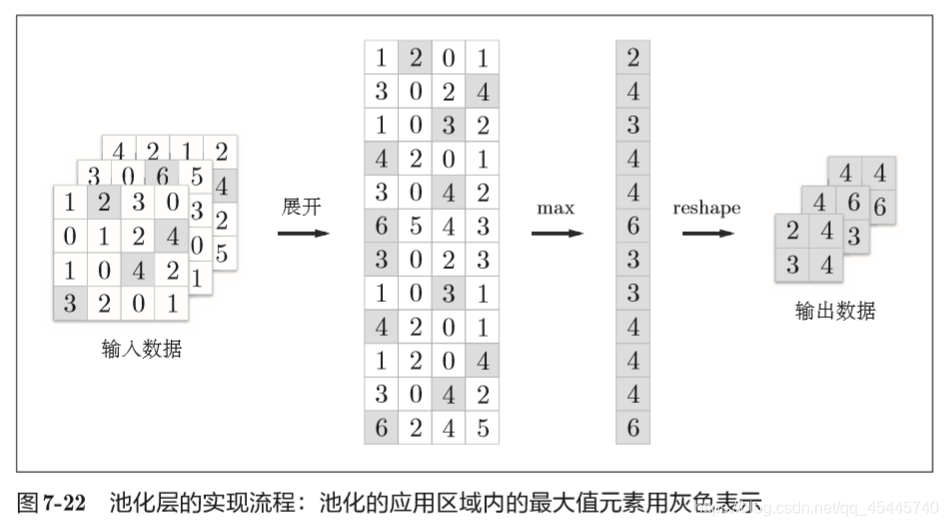 4 2 1 2
3 0 6 5
4
1 2 3 0
3
2
0 1 2 4
0
5
1 0 4 2
1
3 2 0 1
输入数据
展开
1 2 0 1
3 0 2 4
1 0 3 2
4 2 0 1
3 0 4 2
6 5 4 3
3 0 2 3
1 0 3 1
4 2 0 1
1 2 0 4
3 0 4 2
6 2 4 5
max
2
4
3
4
4
6
3
3
4
4
4
6
reshape
4 4
4 6
6
2 4
3
3 4
输出数据
图7-22 池化层的实现流程：池化的应用区域内的最大值元素用灰色表示
blog.csdn.net/qq_45445740